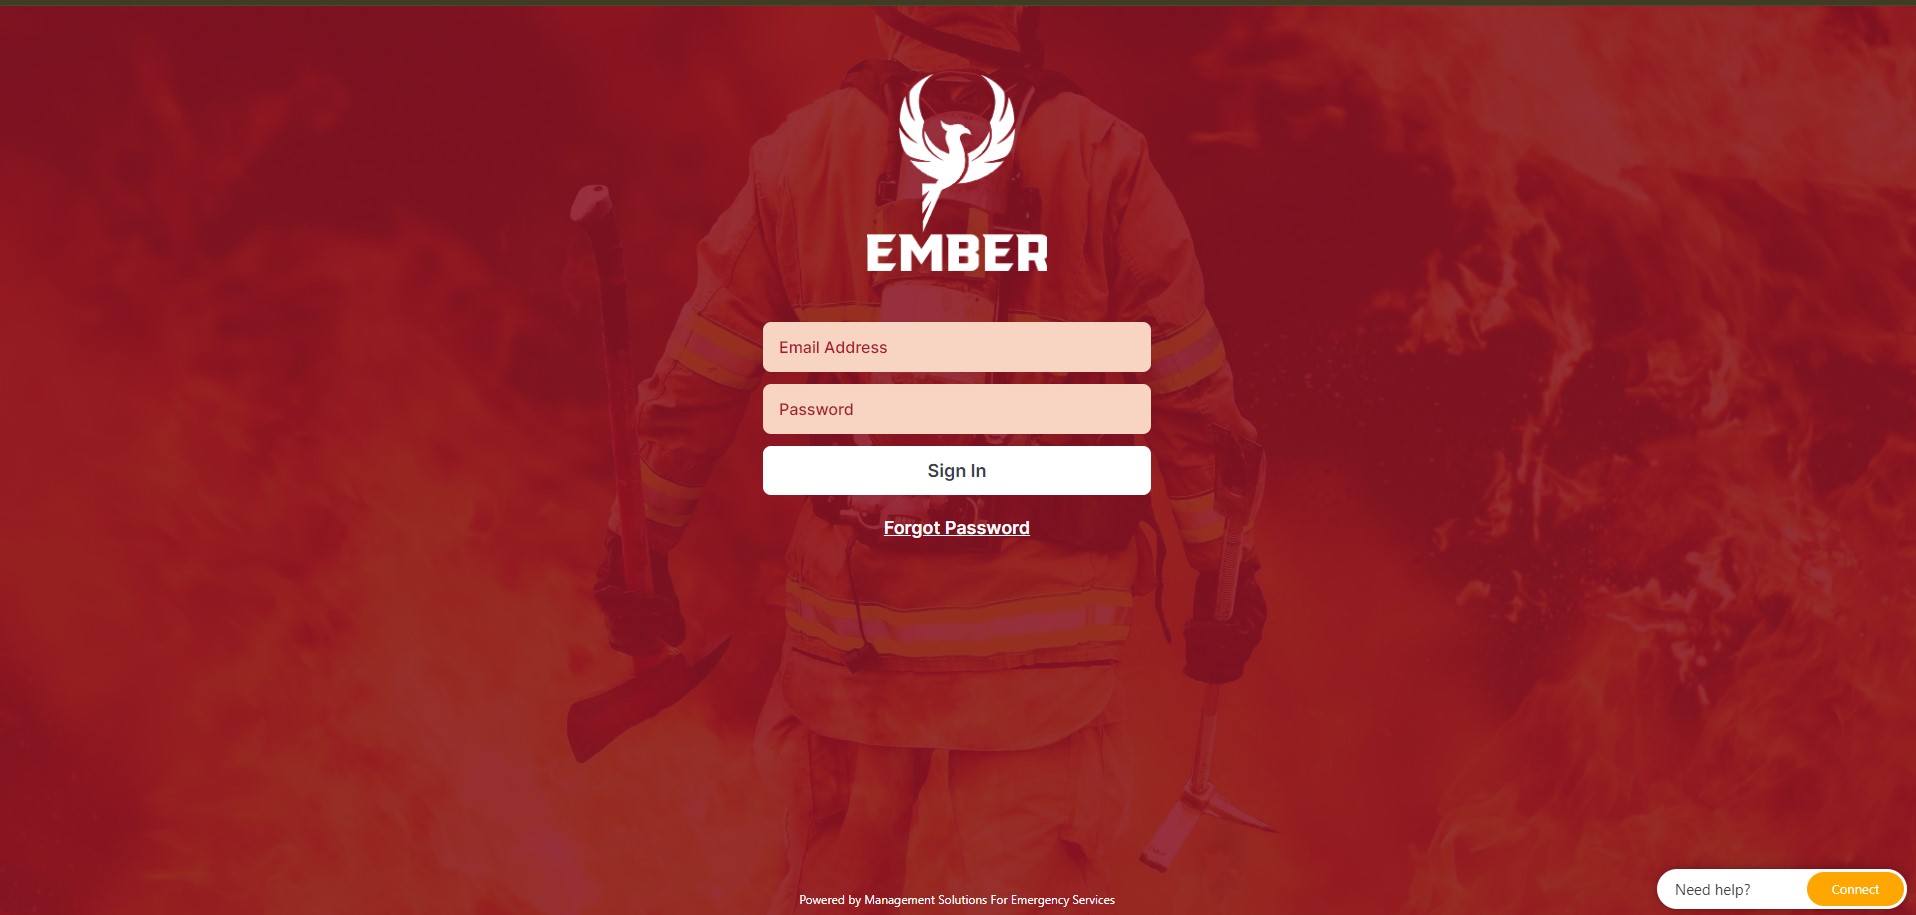 EMBER
Email Address
Password
Sign In
Forgot Password
Powered by Management Solutions For Emergency Services
Need help?
Connect